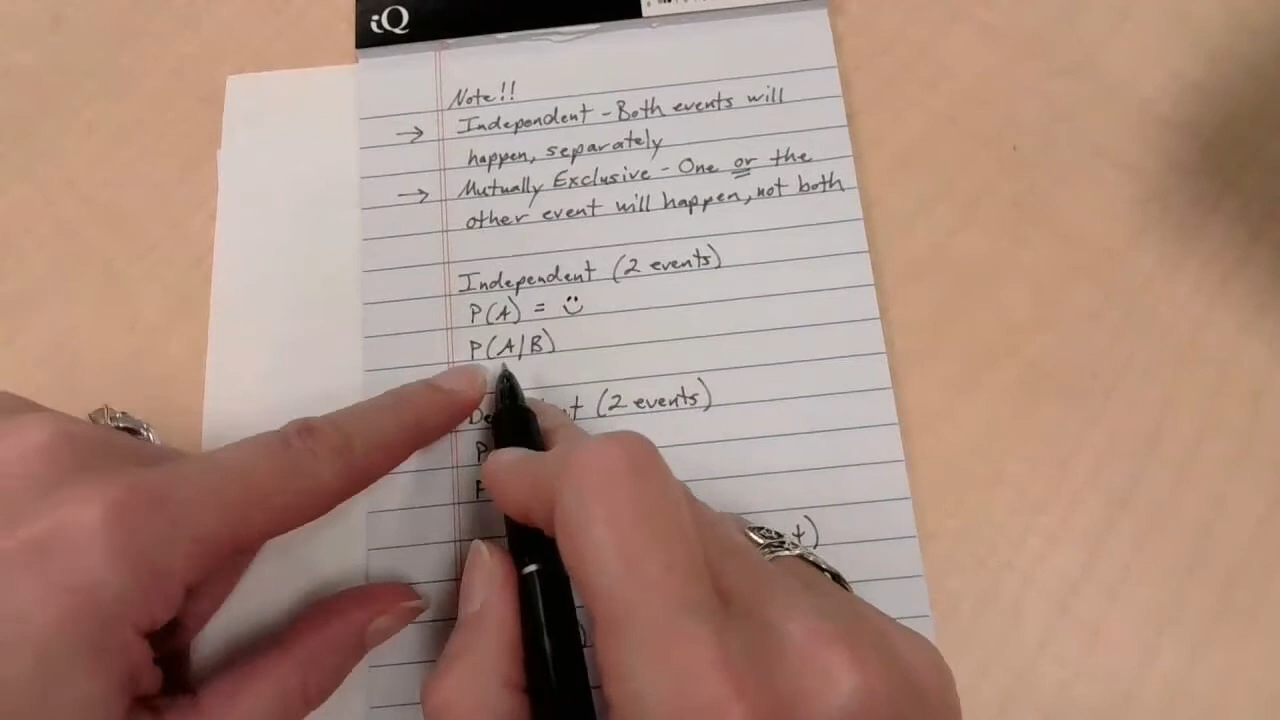 iQ
Note!!
→ Independent - Both events will
happen, separately
→ Mutually Exclusive - One or the
other event will happen, not both
Independent (2 events)
P(A) = ☺
P(A|B)
(2 events)